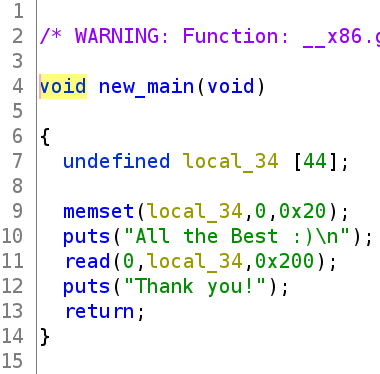 1
2 /* WARNING: Function: __x86.g
3
4 void new_main(void)
5
6 {
7 undefined local_34 [44];
8
9 memset(local_34,0,0x20);
10 puts("All the Best :)\n");
11 read(0,local_34,0x200);
12 puts("Thank you!");
13 return;
14 }
15